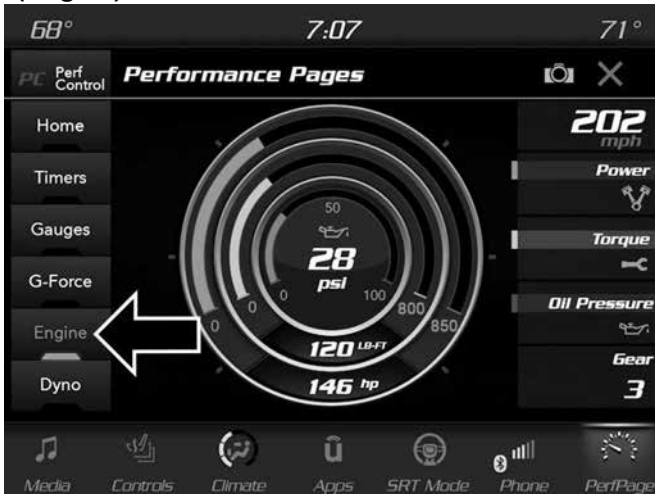 68° 7:07 71°
PC Perf Control Performance Pages
Home
Timers
Gauges
G-Force
Engine
Dyno
50
28
psi
0 100
0 800
0 850
120 LB-FT
146 hp
202
mph
Power
Torque
Oil Pressure
Gear
3
Media Controls Climate Apps SRT Mode Phone PerfPage